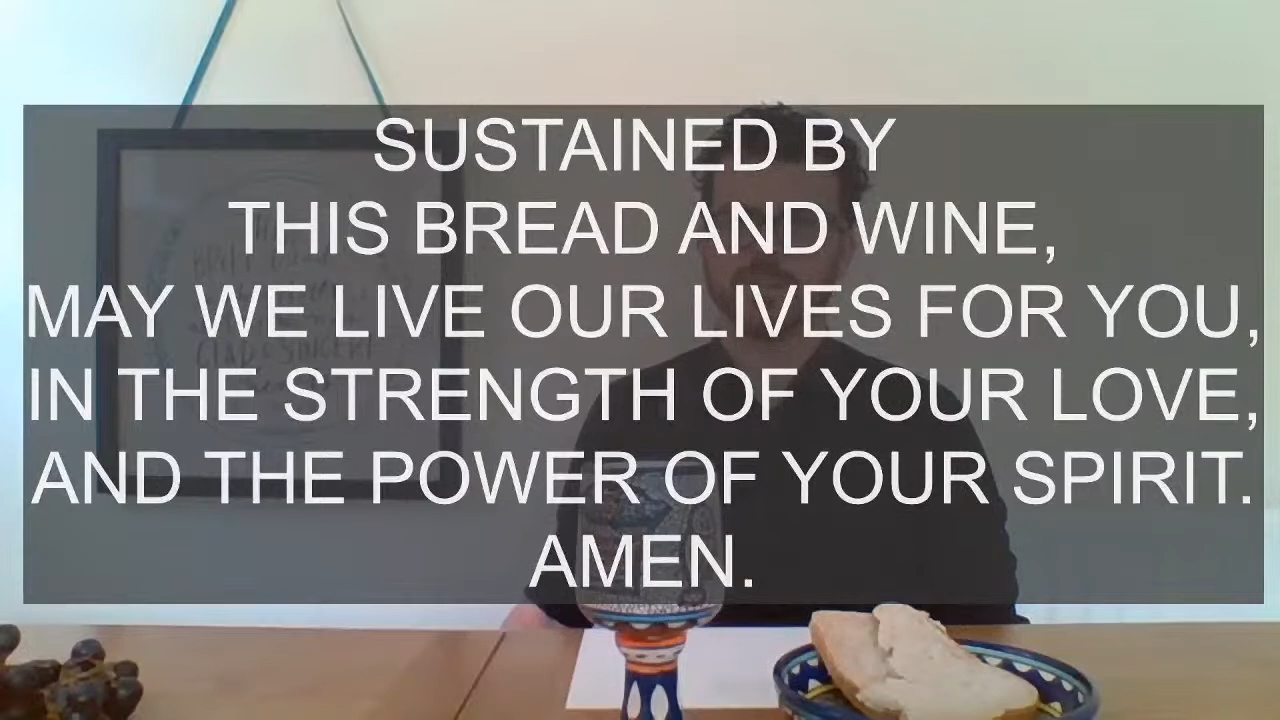 SUSTAINED BY
THIS BREAD AND WINE,
MAY WE LIVE OUR LIVES FOR YOU,
IN THE STRENGTH OF YOUR LOVE,
AND THE POWER OF YOUR SPIRIT.
AMEN.